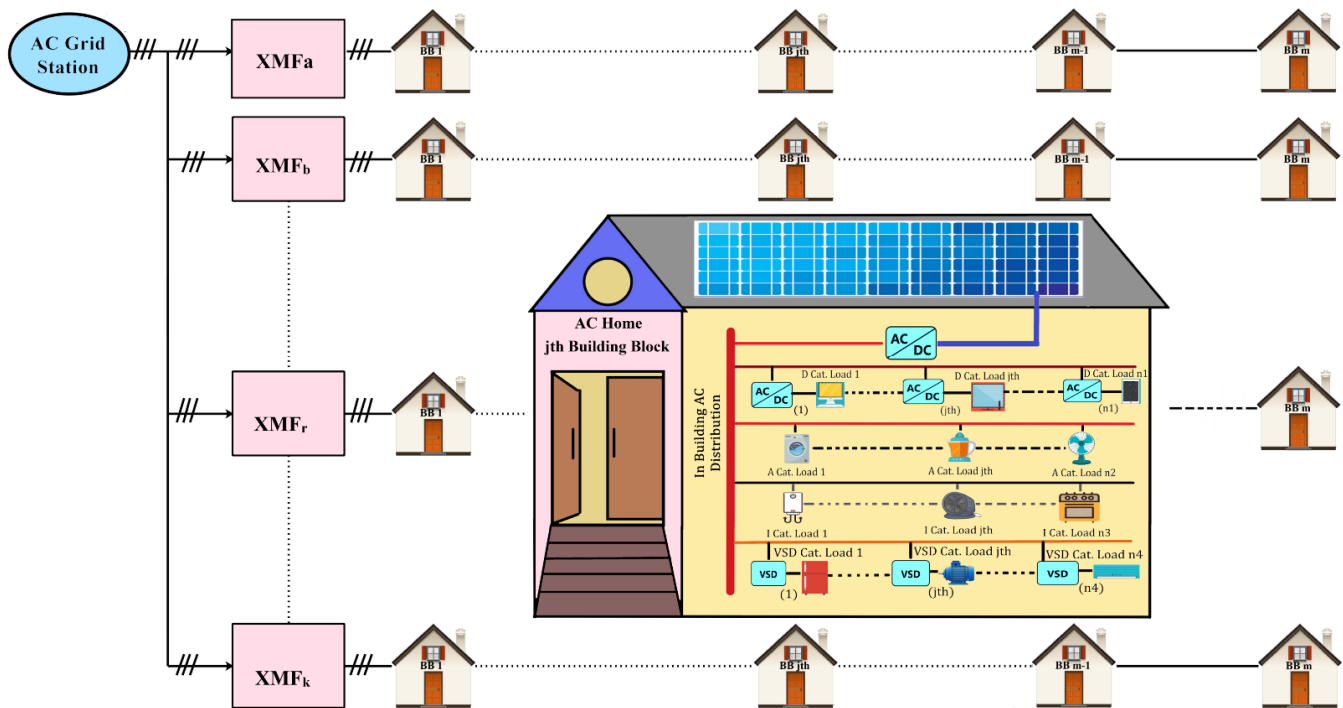 AC Grid
Station
XMFa
BB 1
BB jth
BB m-1
BB m
XMFb
BB 1
BB jth
BB m-1
BB m
AC Home
jth Building Block
AC
DC
In Building AC
Distribution
D Cat. Load 1
D Cat. Load jth
D Cat. Load n1
AC
DC
(1)
AC
DC
(jth)
AC
DC
(n1)
A Cat. Load 1
A Cat. Load jth
A Cat. Load n2
I Cat. Load 1
I Cat. Load jth
I Cat. Load n3
VSD Cat. Load 1
VSD Cat. Load jth
VSD Cat. Load n4
VSD
(1)
VSD
(jth)
VSD
(n4)
XMFr
BB 1
BB m
XMFk
BB 1
BB jth
BB m-1
BB m